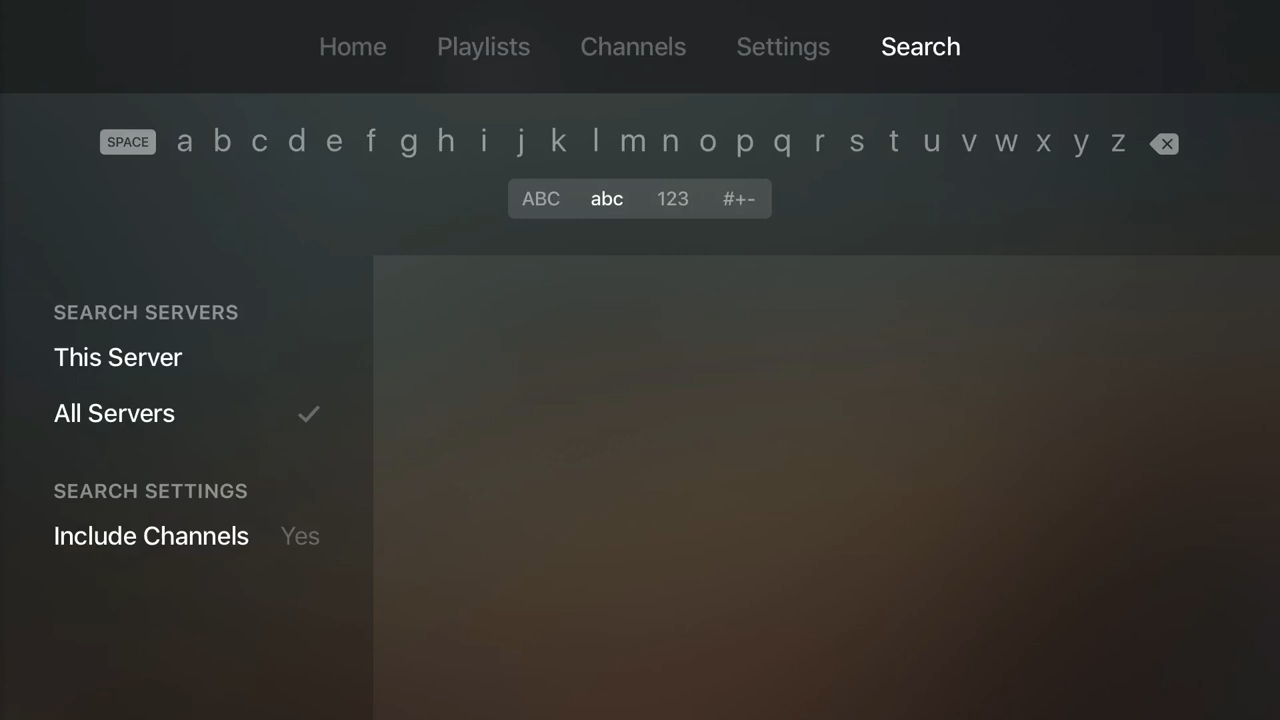 Home Playlists Channels Settings Search
SPACE a b c d e f g h i j k l m n o p q r s t u v w x y z
ABC abc 123 #+-
SEARCH SERVERS
This Server
All Servers
SEARCH SETTINGS
Include Channels Yes